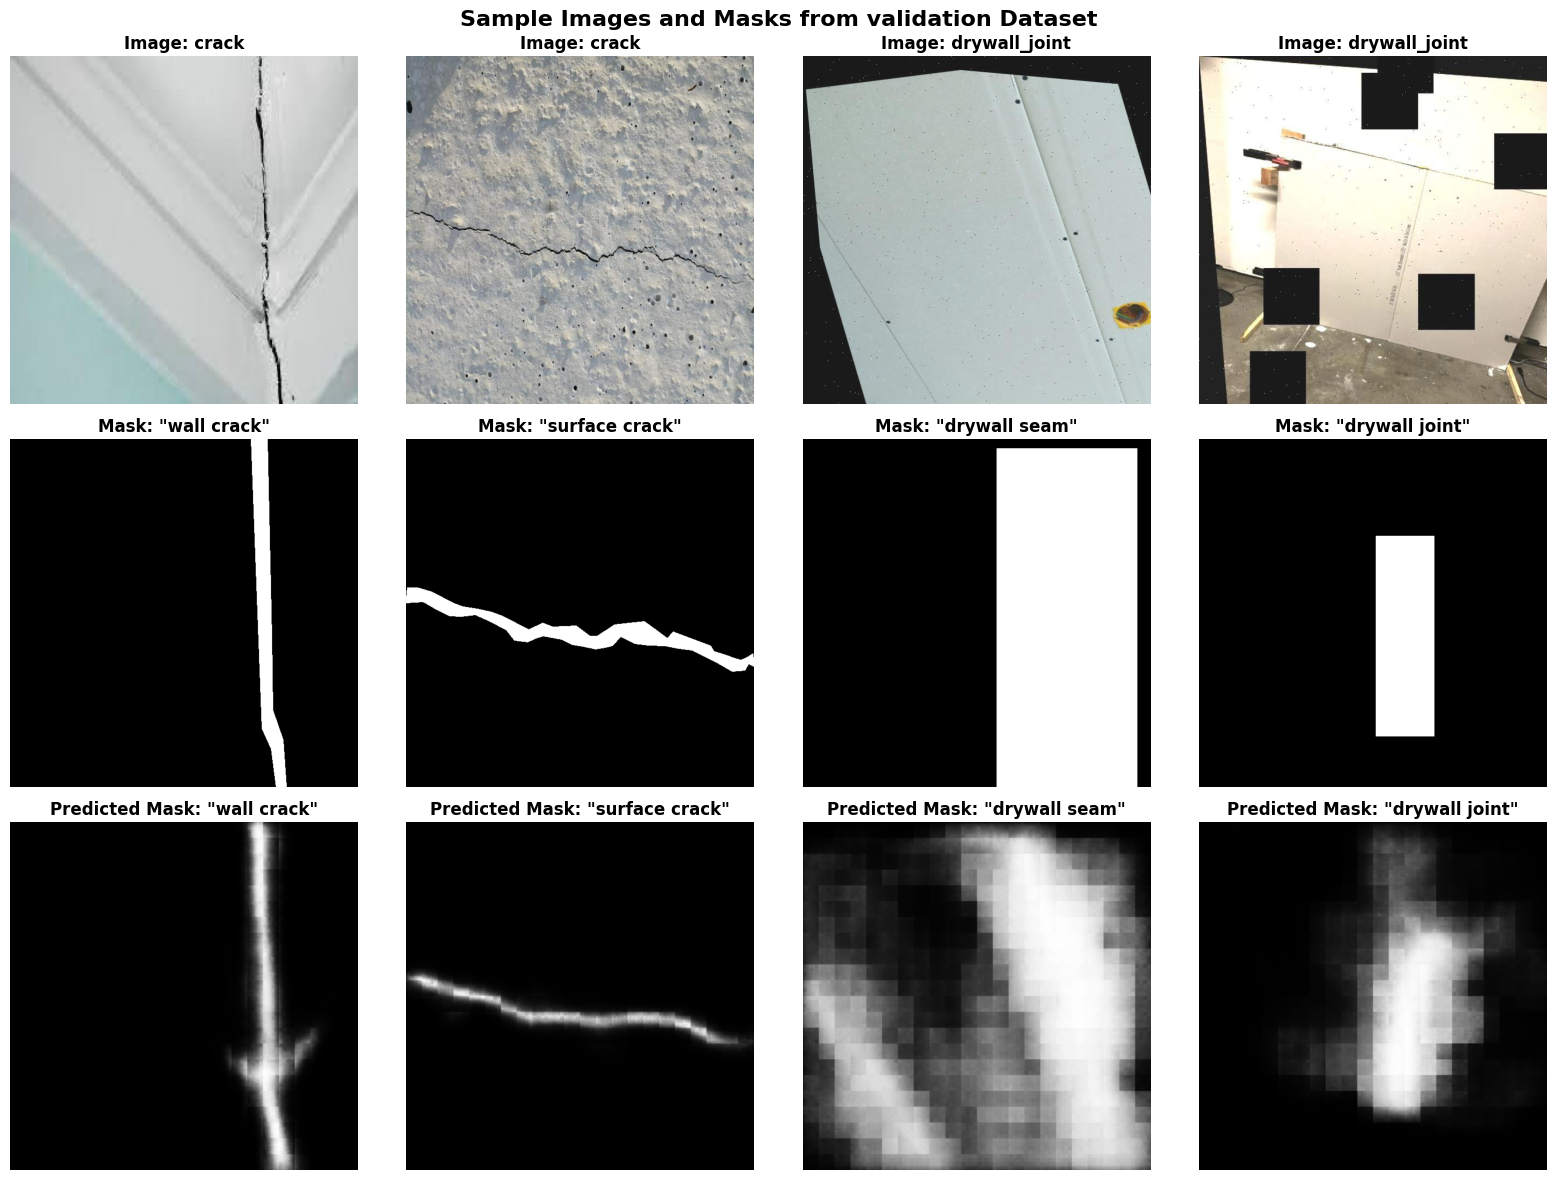 Sample Images and Masks from validation Dataset
Image: crack
Image: crack
Image: drywall_joint
Image: drywall_joint
Mask: "wall crack"
Mask: "surface crack"
Mask: "drywall seam"
Mask: "drywall joint"
Predicted Mask: "wall crack"
Predicted Mask: "surface crack"
Predicted Mask: "drywall seam"
Predicted Mask: "drywall joint"